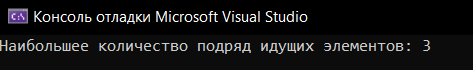 C:\ Консоль отладки Microsoft Visual Studio
Наибольшее количество подряд идущих элементов: 3